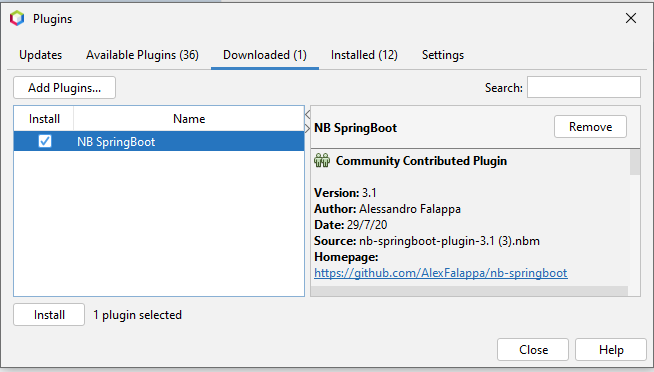 Plugins
Updates Available Plugins (36) Downloaded (1) Installed (12) Settings
Add Plugins... Search:
Install Name
NB SpringBoot
NB SpringBoot Remove
Community Contributed Plugin
Version: 3.1
Author: Alessandro Falappa
Date: 29/7/20
Source: nb-springboot-plugin-3.1 (3).nbm
Homepage:
https://github.com/AlexFalappa/nb-springboot
Install 1 plugin selected
Close Help